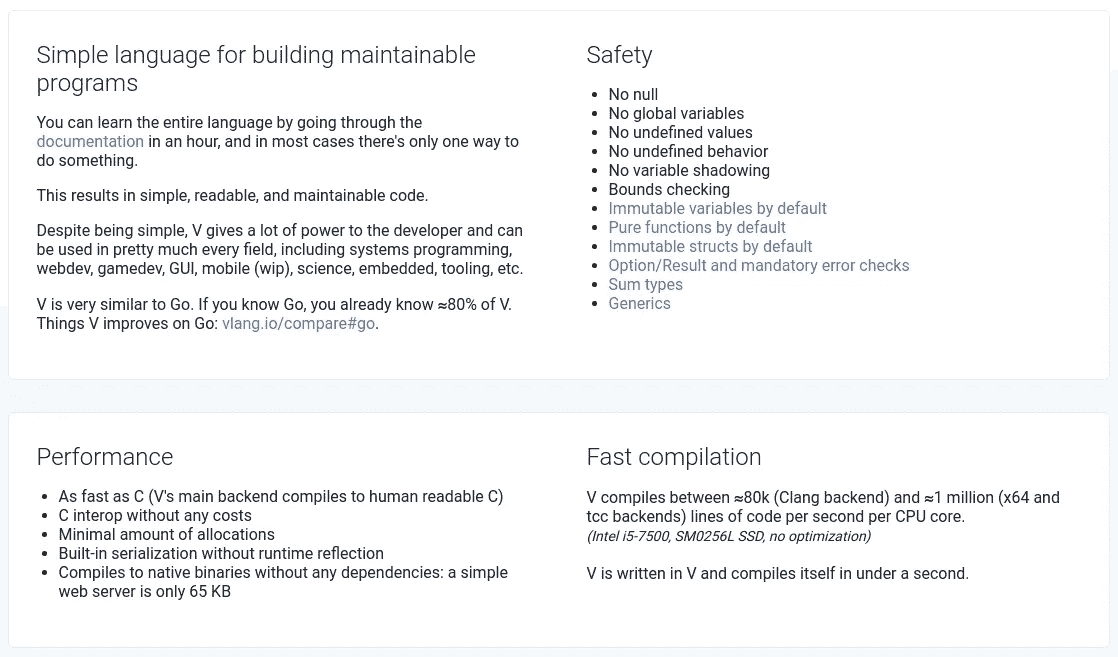 Simple language for building maintainable
programs
You can learn the entire language by going through the
documentation in an hour, and in most cases there's only one way to
do something.
This results in simple, readable, and maintainable code.
Despite being simple, V gives a lot of power to the developer and can
be used in pretty much every field, including systems programming,
webdev, gamedev, GUI, mobile (wip), science, embedded, tooling, etc.
V is very similar to Go. If you know Go, you already know ≈80% of V.
Things V improves on Go: vlang.io/compare#go.
Safety
• No null
• No global variables
• No undefined values
• No undefined behavior
• No variable shadowing
• Bounds checking
• Immutable variables by default
• Pure functions by default
• Immutable structs by default
• Option/Result and mandatory error checks
• Sum types
• Generics
Performance
• As fast as C (V's main backend compiles to human readable C)
• C interop without any costs
• Minimal amount of allocations
• Built-in serialization without runtime reflection
• Compiles to native binaries without any dependencies: a simple
web server is only 65 KB
Fast compilation
V compiles between ≈80k (Clang backend) and ≈1 million (x64 and
tcc backends) lines of code per second per CPU core.
(Intel i5-7500, SM0256L SSD, no optimization)
V is written in V and compiles itself in under a second.